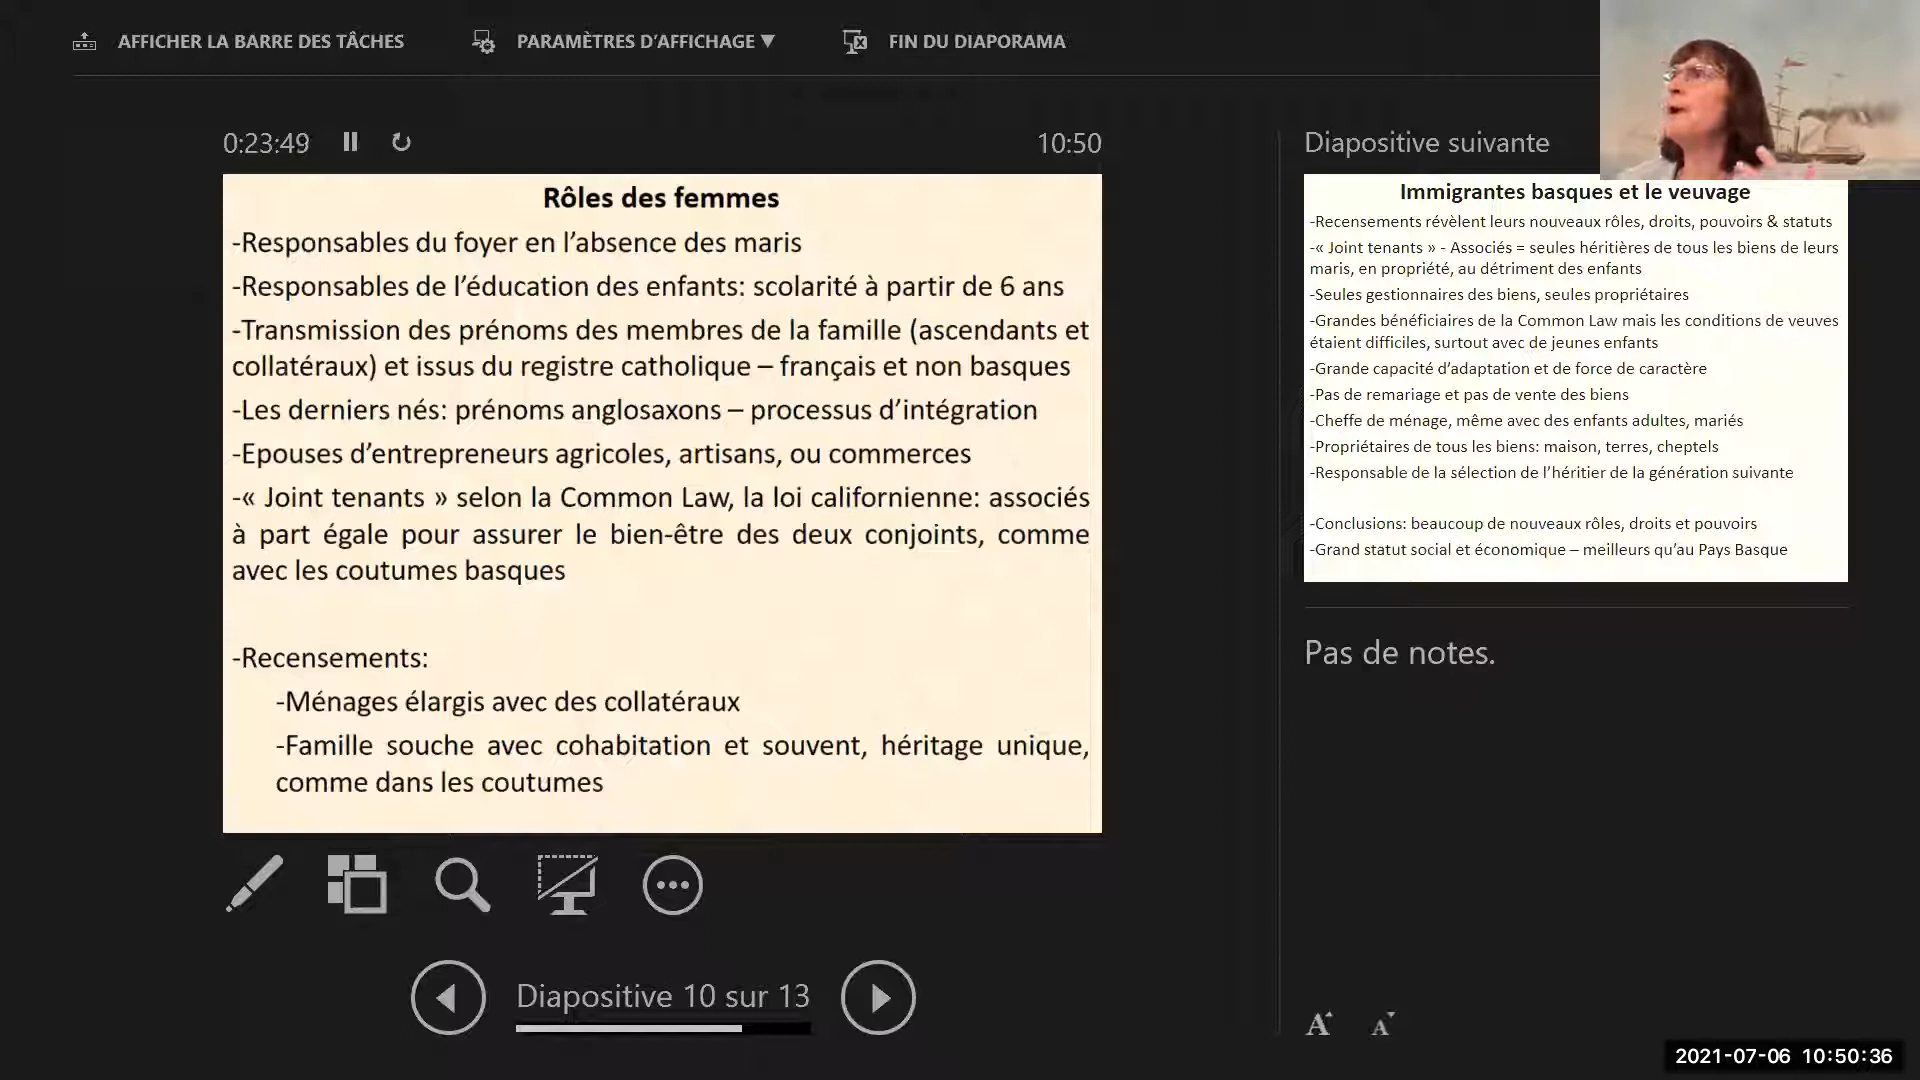 AFFICHER LA BARRE DES TÂCHES
PARAMÈTRES D’AFFICHAGE ▼
FIN DU DIAPORAMA
0:23:49
10:50
Rôles des femmes
-Responsables du foyer en l’absence des maris
-Responsables de l’éducation des enfants: scolarité à partir de 6 ans
-Transmission des prénoms des membres de la famille (ascendants et
collatéraux) et issus du registre catholique – français et non basques
-Les derniers nés: prénoms anglosaxons – processus d’intégration
-Epouses d’entrepreneurs agricoles, artisans, ou commerces
-« Joint tenants » selon la Common Law, la loi californienne: associés
à part égale pour assurer le bien-être des deux conjoints, comme
avec les coutumes basques
-Recensements:
-Ménages élargis avec des collatéraux
-Famille souche avec cohabitation et souvent, héritage unique,
comme dans les coutumes
Diapositive 10 sur 13
Diapositive suivante
Immigrantes basques et le veuvage
-Recensements révèlent leurs nouveaux rôles, droits, pouvoirs & statuts
-« Joint tenants » - Associés = seules héritières de tous les biens de leurs
maris, en propriété, au détriment des enfants
-Seules gestionnaires des biens, seules propriétaires
-Grandes bénéficiaires de la Common Law mais les conditions de veuves
étaient difficiles, surtout avec de jeunes enfants
-Grande capacité d’adaptation et de force de caractère
-Pas de remariage et pas de vente des biens
-Cheffe de ménage, même avec des enfants adultes, mariés
-Propriétaires de tous les biens: maison, terres, cheptels
-Responsable de la sélection de l’héritier de la génération suivante
-Conclusions: beaucoup de nouveaux rôles, droits et pouvoirs
-Grand statut social et économique – meilleurs qu’au Pays Basque
Pas de notes.
A A
2021-07-06 10:50:36